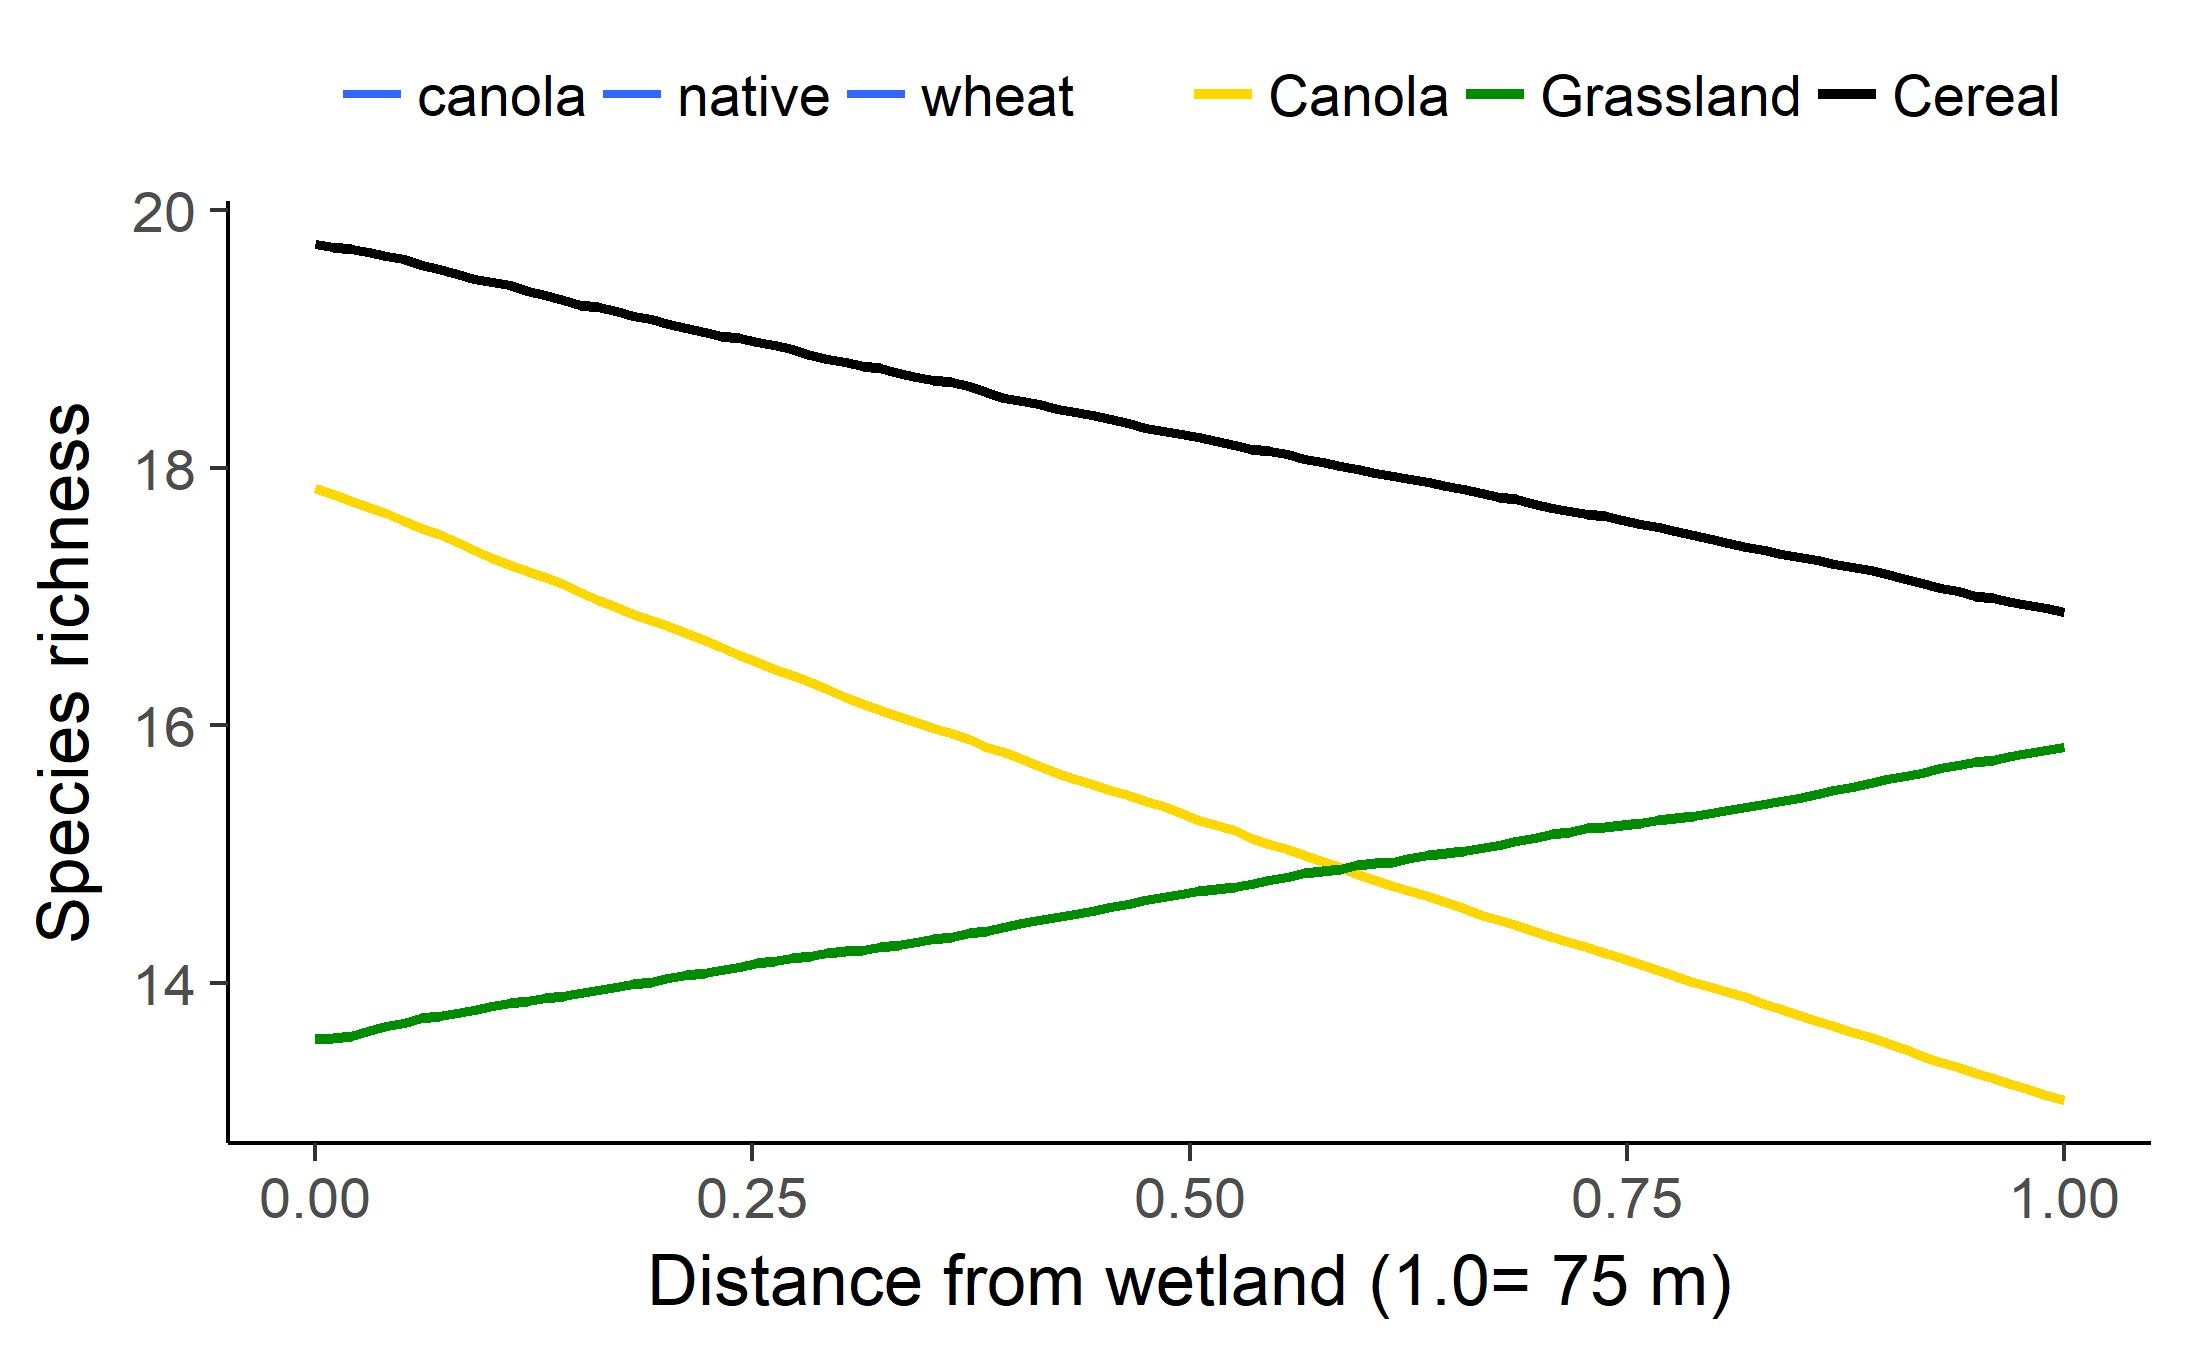 canola native wheat Canola Grassland Cereal
20
18
16
14
Species richness
0.00 0.25 0.50 0.75 1.00
Distance from wetland (1.0= 75 m)